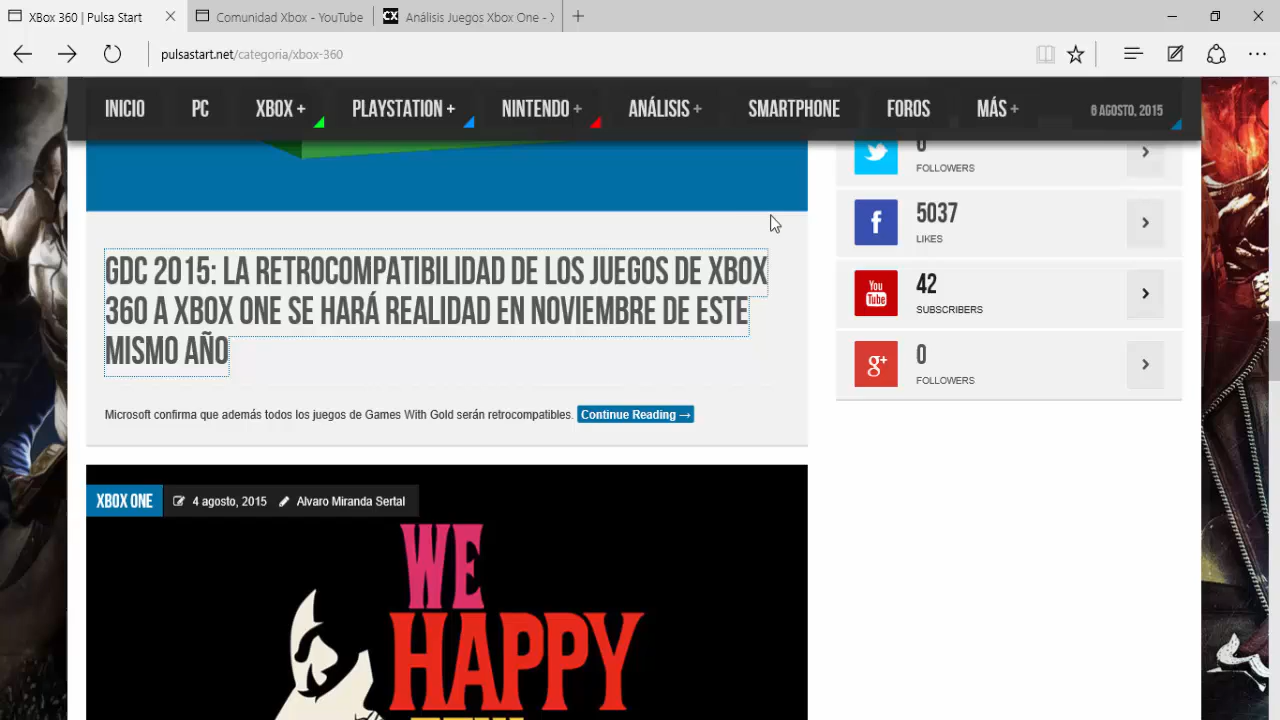 XBox 360 | Pulsa Start
Comunidad Xbox - YouTube
CX Análisis Juegos Xbox One -
pulsastart.net/categoria/xbox-360
INICIO PC XBOX + PLAYSTATION + NINTENDO + ANÁLISIS + SMARTPHONE FOROS MÁS + 8 AGOSTO, 2015
FOLLOWERS
5037
LIKES
You Tube
42
SUBSCRIBERS
g+
0
FOLLOWERS
GDC 2015: LA RETROCOMPATIBILIDAD DE LOS JUEGOS DE XBOX
360 A XBOX ONE SE HARÁ REALIDAD EN NOVIEMBRE DE ESTE
MISMO AÑO
Microsoft confirma que además todos los juegos de Games With Gold serán retrocompatibles. Continue Reading →
XBOX ONE 4 agosto, 2015 Alvaro Miranda Sertal
WE
HAPPY